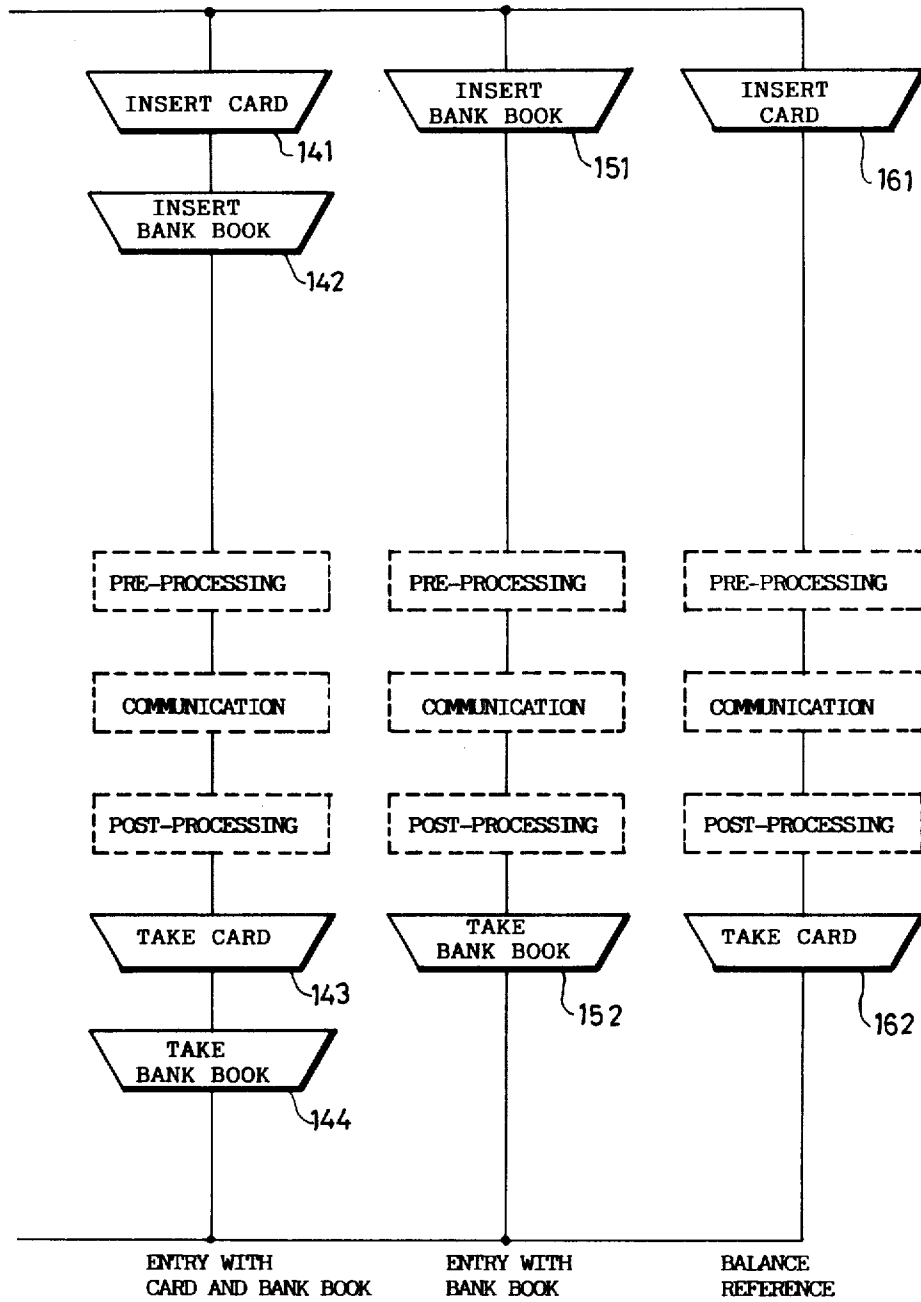 INSERT CARD
141
INSERT
BANK BOOK
142
PRE-PROCESSING
COMMUNICATION
POST-PROCESSING
TAKE CARD
143
TAKE
BANK BOOK
144
ENTRY WITH
CARD AND BANK BOOK
INSERT
BANK BOOK
151
PRE-PROCESSING
COMMUNICATION
POST-PROCESSING
TAKE
BANK BOOK
152
ENTRY WITH
BANK BOOK
INSERT
CARD
161
PRE-PROCESSING
COMMUNICATION
POST-PROCESSING
TAKE CARD
162
BALANCE
REFERENCE